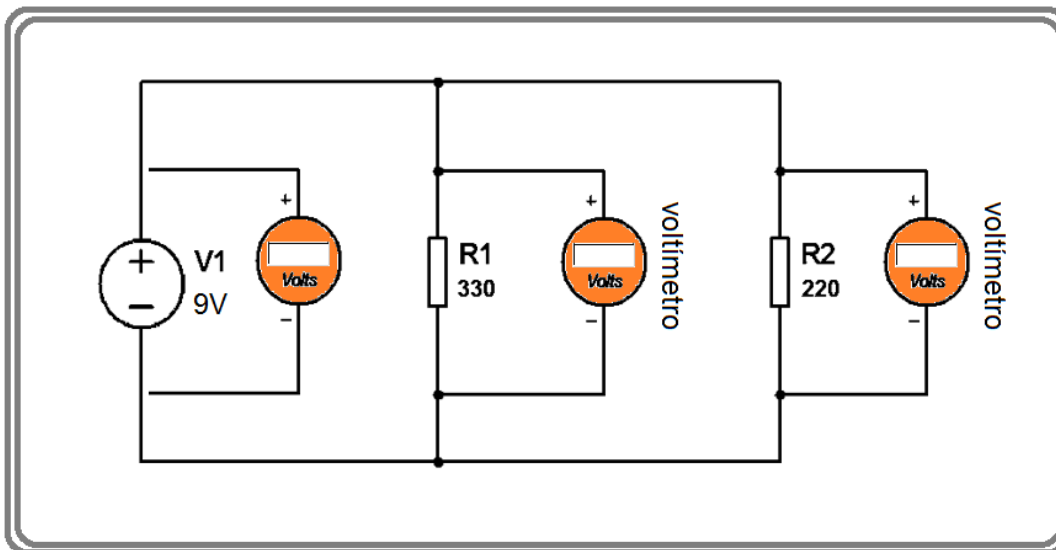 V1
9V
+
Volts
−
R1
330
+
Volts
−
voltímetro
R2
220
+
Volts
−
voltímetro